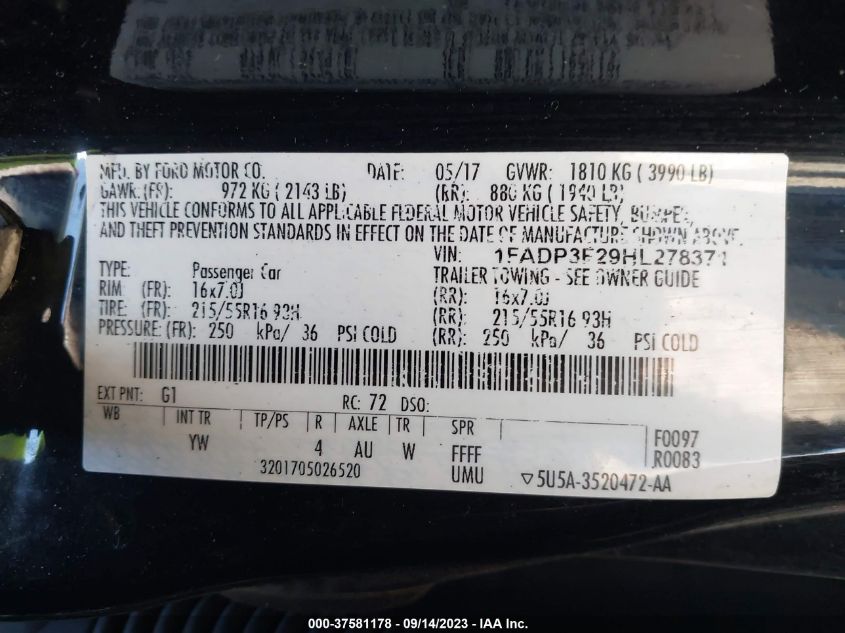 MFD. BY FORD MOTOR CO. DATE: 05/17 GVWR: 1810 KG ( 3990 LB)
GAWR: (FR): 972 KG ( 2143 LB) (RR): 880 KG ( 1940 LB)
THIS VEHICLE CONFORMS TO ALL APPLICABLE FEDERAL MOTOR VEHICLE SAFETY, BUMPER,
AND THEFT PREVENTION STANDARDS IN EFFECT ON THE DATE OF MANUFACTURE SHOWN ABOVE.
VIN: 1FADP3F29HL278371
TYPE: Passenger Car TRAILER TOWING - SEE OWNER GUIDE
RIM (FR): 16x7.0J (RR): 16x7.0J
TIRE: (FR): 215/55R16 93H (RR): 215/55R16 93H
PRESSURE: (FR): 250 kPa/ 36 PSI COLD (RR): 250 kPa/ 36 PSI COLD
EXT PNT: G1 RC: 72 DSO:
WB INT TR TP/PS R AXLE TR SPR
YW 4 AU W FFFF F0097
3201705026520 UMU R0083
5U5A-3520472-AA
000-37581178 - 09/14/2023 - IAA Inc.